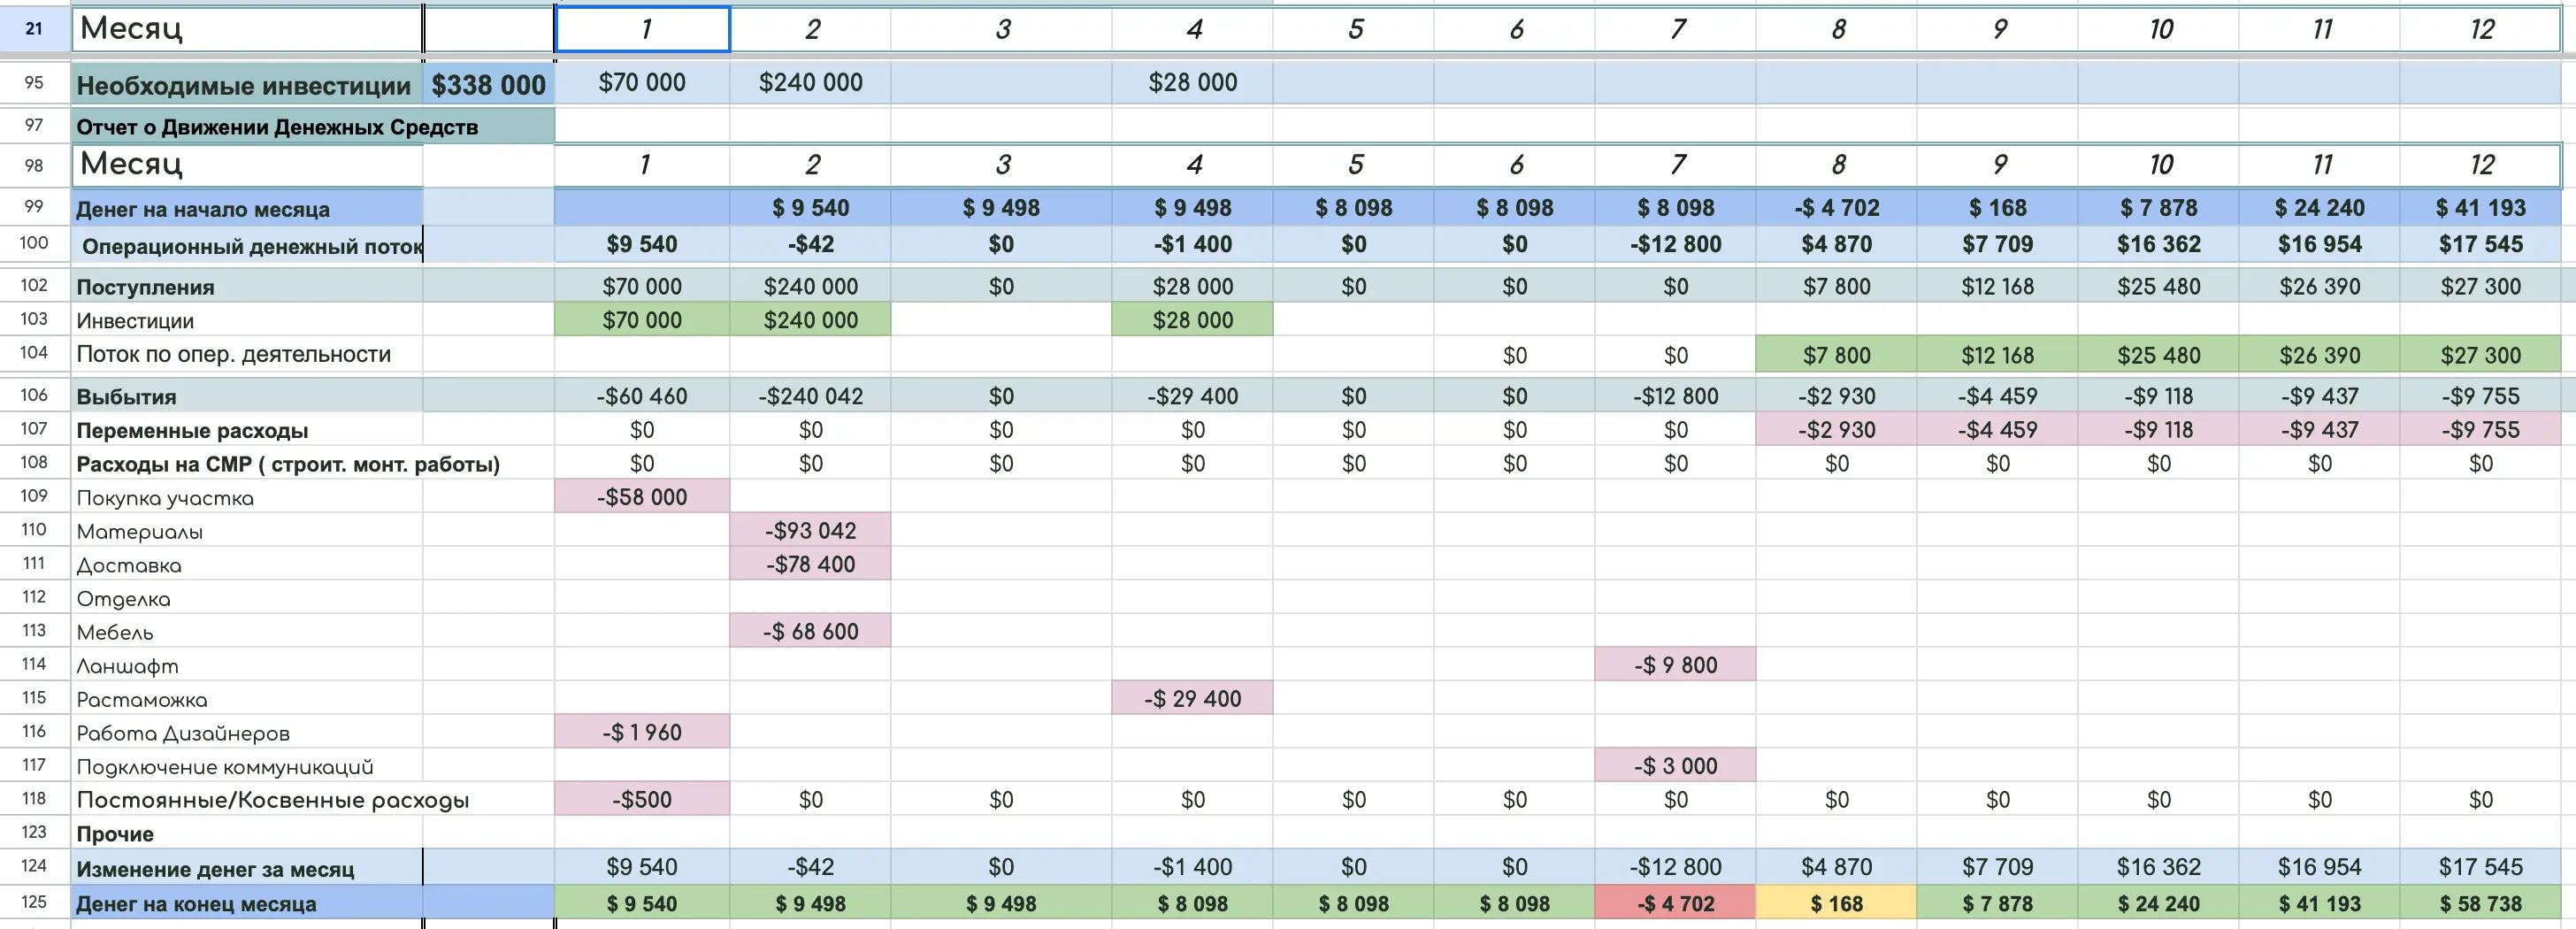 21 Месяц 1 2 3 4 5 6 7 8 9 10 11 12
95 Необходимые инвестиции $338 000 $70 000 $240 000 $28 000
97 Отчет о Движении Денежных Средств
98 Месяц 1 2 3 4 5 6 7 8 9 10 11 12
99 Денег на начало месяца $ 9 540 $ 9 498 $ 9 498 $ 8 098 $ 8 098 $ 8 098 -$ 4 702 $ 168 $ 7 878 $ 24 240 $ 41 193
100 Операционный денежный поток $9 540 -$42 $0 -$1 400 $0 $0 -$12 800 $4 870 $7 709 $16 362 $16 954 $17 545
102 Поступления $70 000 $240 000 $0 $28 000 $0 $0 $0 $7 800 $12 168 $25 480 $26 390 $27 300
103 Инвестиции $70 000 $240 000 $28 000
104 Поток по опер. деятельности $0 $0 $7 800 $12 168 $25 480 $26 390 $27 300
106 Выбытия -$60 460 -$240 042 $0 -$29 400 $0 $0 -$12 800 -$2 930 -$4 459 -$9 118 -$9 437 -$9 755
107 Переменные расходы $0 $0 $0 $0 $0 $0 $0 -$2 930 -$4 459 -$9 118 -$9 437 -$9 755
108 Расходы на СМР ( строит. монт. работы) $0 $0 $0 $0 $0 $0 $0 $0 $0 $0 $0 $0
109 Покупка участка -$58 000
110 Материалы -$93 042
111 Доставка -$78 400
112 Отделка
113 Мебель -$ 68 600
114 Ланшафт -$ 9 800
115 Растаможка -$ 29 400
116 Работа Дизайнеров -$ 1 960
117 Подключение коммуникаций -$ 3 000
118 Постоянные/Косвенные расходы -$500 $0 $0 $0 $0 $0 $0 $0 $0 $0 $0 $0
123 Прочие
124 Изменение денег за месяц $9 540 -$42 $0 -$1 400 $0 $0 -$12 800 $4 870 $7 709 $16 362 $16 954 $17 545
125 Денег на конец месяца $ 9 540 $ 9 498 $ 9 498 $ 8 098 $ 8 098 $ 8 098 -$ 4 702 $ 168 $ 7 878 $ 24 240 $ 41 193 $ 58 738